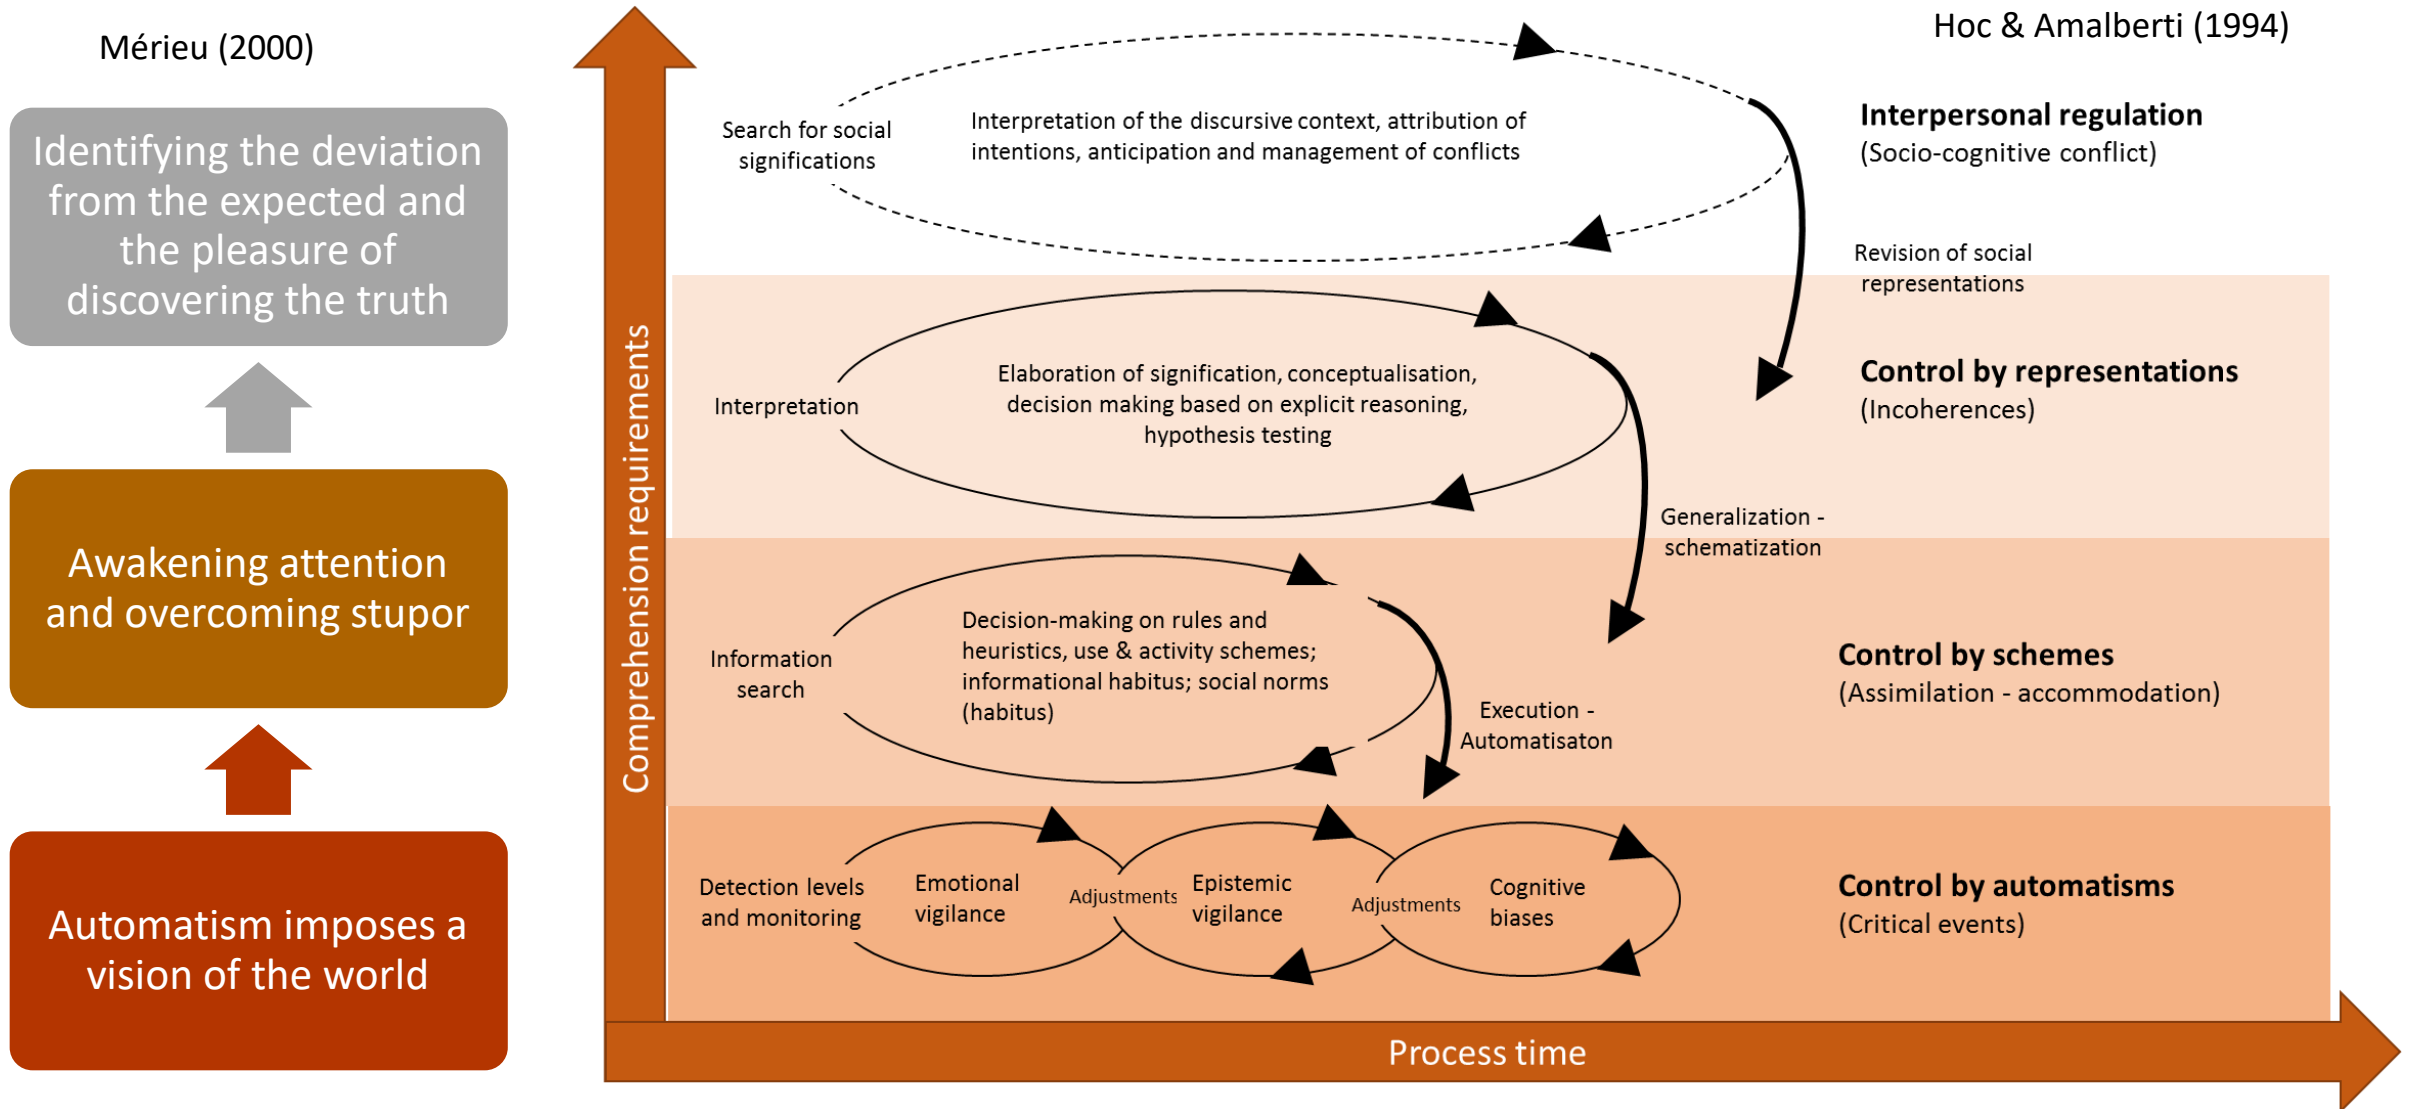 Mérieu (2000)
Identifying the deviation
from the expected and
the pleasure of
discovering the truth
Awakening attention
and overcoming stupor
Automatism imposes a
vision of the world
Comprehension requirements
Process time
Hoc & Amalberti (1994)
Search for social
significations
Interpretation of the discursive context, attribution of
intentions, anticipation and management of conflicts
Interpersonal regulation
(Socio-cognitive conflict)
Revision of social
representations
Interpretation
Elaboration of signification, conceptualisation,
decision making based on explicit reasoning,
hypothesis testing
Control by representations
(Incoherences)
Generalization -
schematization
Information
search
Decision-making on rules and
heuristics, use & activity schemes;
informational habitus; social norms
(habitus)
Execution -
Automatisaton
Control by schemes
(Assimilation - accommodation)
Detection levels
and monitoring
Emotional
vigilance
Adjustments
Epistemic
vigilance
Adjustments
Cognitive
biases
Control by automatisms
(Critical events)